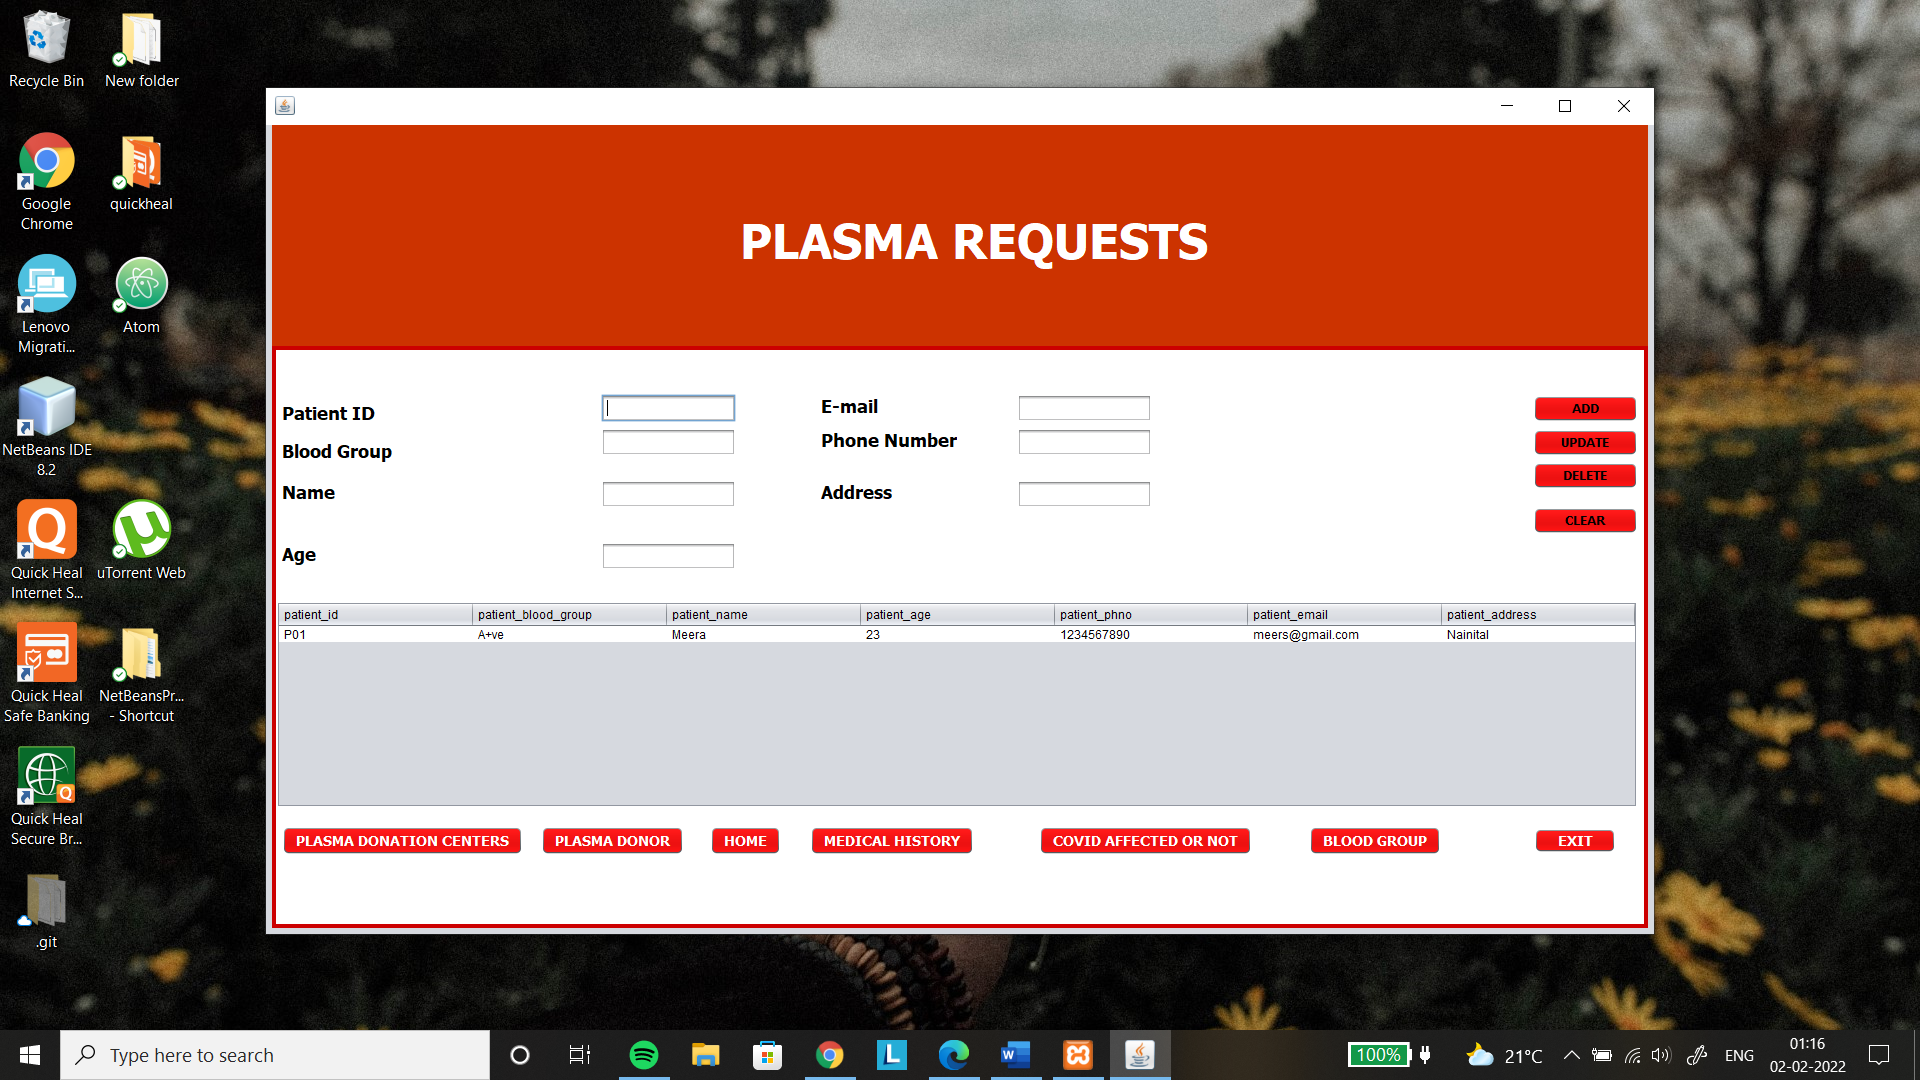 Recycle Bin
New folder
Google
Chrome
quickheal
Lenovo
Migrati...
Atom
NetBeans IDE
8.2
Quick Heal
Internet S...
uTorrent Web
Quick Heal
Safe Banking
NetBeansPr...
- Shortcut
Quick Heal
Secure Br...
.git
PLASMA REQUESTS
Patient ID
E-mail
ADD
Blood Group
Phone Number
UPDATE
DELETE
Name
Address
CLEAR
Age
patient_id patient_blood_group patient_name patient_age patient_phno patient_email patient_address
P01 A+ve Meera 23 1234567890 meers@gmail.com Nainital
PLASMA DONATION CENTERS PLASMA DONOR HOME MEDICAL HISTORY COVID AFFECTED OR NOT BLOOD GROUP EXIT
Type here to search
100%
21°C
ENG
01:16
02-02-2022